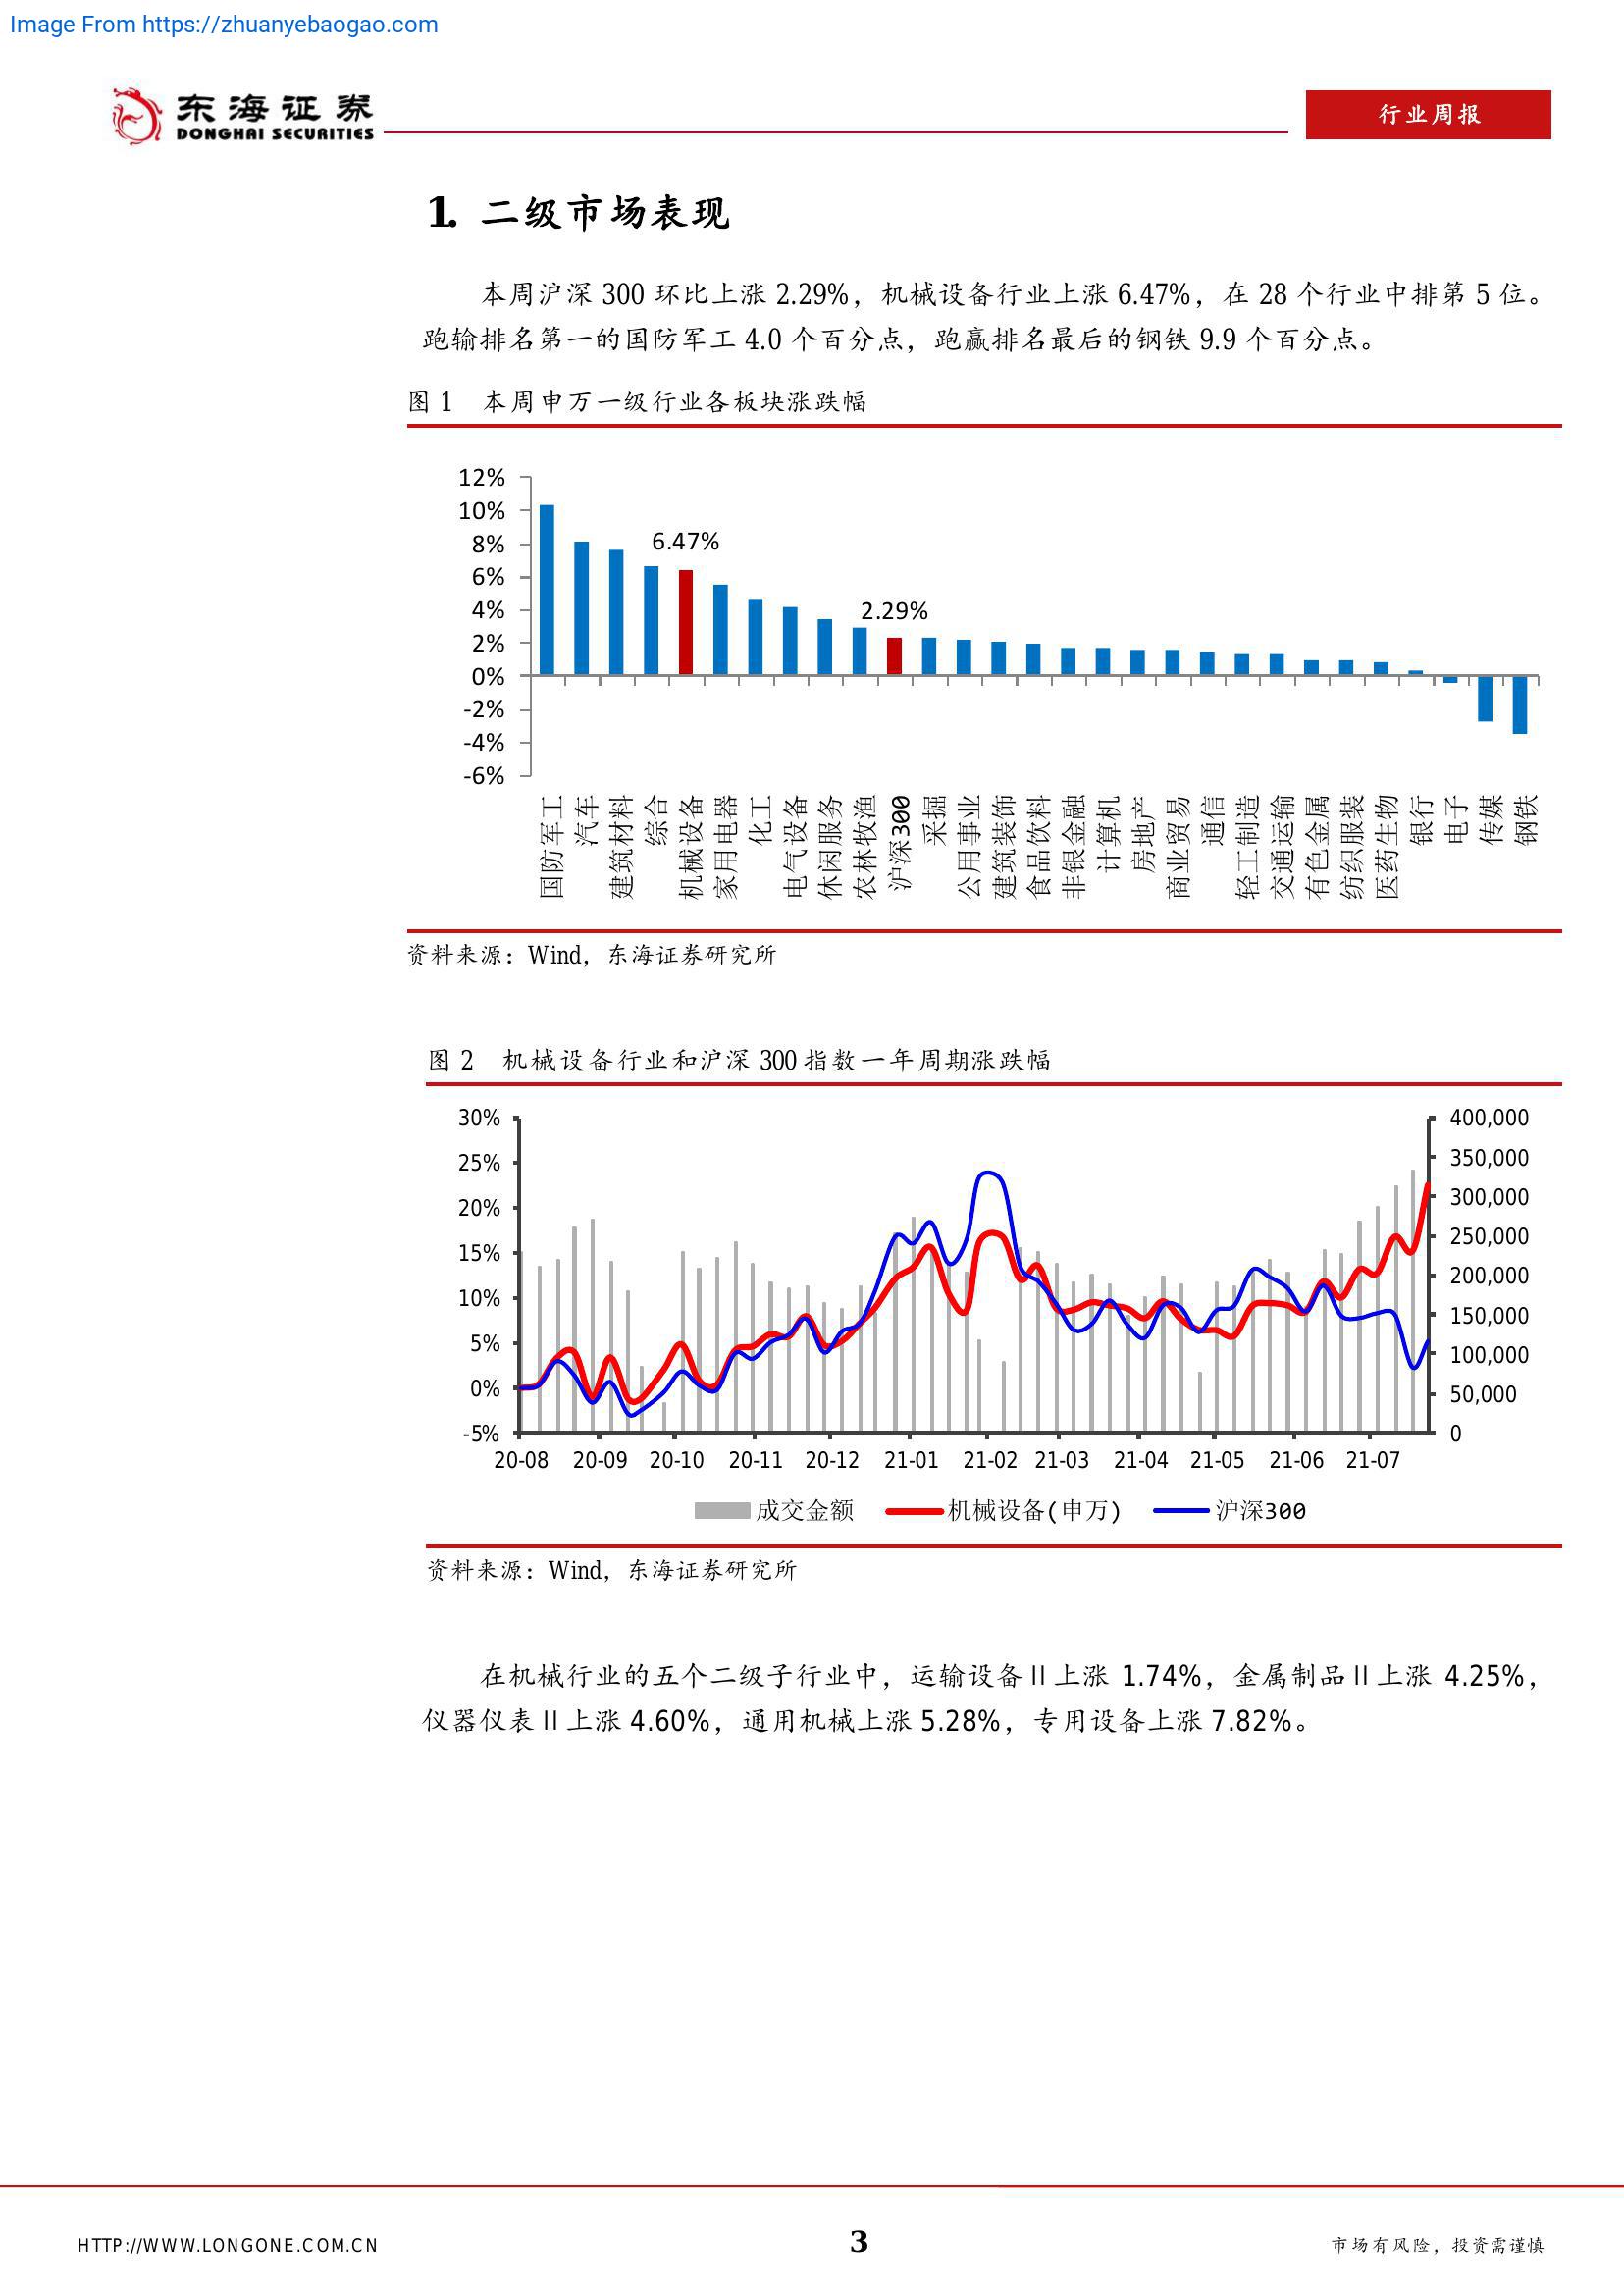 Image From https://zhuanyebaogao.com
东海证券
DONGHAI SECURITIES
行业周报
1. 二级市场表现
本周沪深 300 环比上涨 2.29%，机械设备行业上涨 6.47%，在 28 个行业中排第 5 位。
跑输排名第一的国防军工 4.0 个百分点，跑赢排名最后的钢铁 9.9 个百分点。
图 1 本周申万一级行业各板块涨跌幅
12%
10%
8%
6%
4%
2%
0%
-2%
-4%
-6%
6.47%
2.29%
国防军工
汽车
建筑材料
综合
机械设备
家用电器
化工
电气设备
休闲服务
农林牧渔
沪深300
采掘
公用事业
建筑装饰
食品饮料
非银金融
计算机
房地产
商业贸易
通信
轻工制造
交通运输
有色金属
纺织服装
医药生物
银行
电子
传媒
钢铁
资料来源：Wind，东海证券研究所
图 2 机械设备行业和沪深 300 指数一年周期涨跌幅
30%
25%
20%
15%
10%
5%
0%
-5%
400,000
350,000
300,000
250,000
200,000
150,000
100,000
50,000
0
20-08 20-09 20-10 20-11 20-12 21-01 21-02 21-03 21-04 21-05 21-06 21-07
成交金额 机械设备(申万) 沪深300
资料来源：Wind，东海证券研究所
在机械行业的五个二级子行业中，运输设备Ⅱ上涨 1.74%，金属制品Ⅱ上涨 4.25%，
仪器仪表Ⅱ上涨 4.60%，通用机械上涨 5.28%，专用设备上涨 7.82%。
HTTP://WWW.LONGONE.COM.CN
3
市场有风险，投资需谨慎